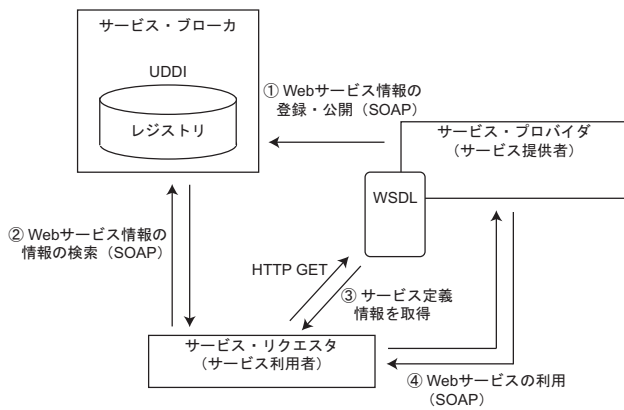 サービス・ブローカ
UDDI
レジストリ
① Webサービス情報の
登録・公開（SOAP）
サービス・プロバイダ
（サービス提供者）
WSDL
② Webサービス情報の
情報の検索（SOAP）
HTTP GET
③ サービス定義
情報を取得
サービス・リクエスタ
（サービス利用者）
④ Webサービスの利用
（SOAP）